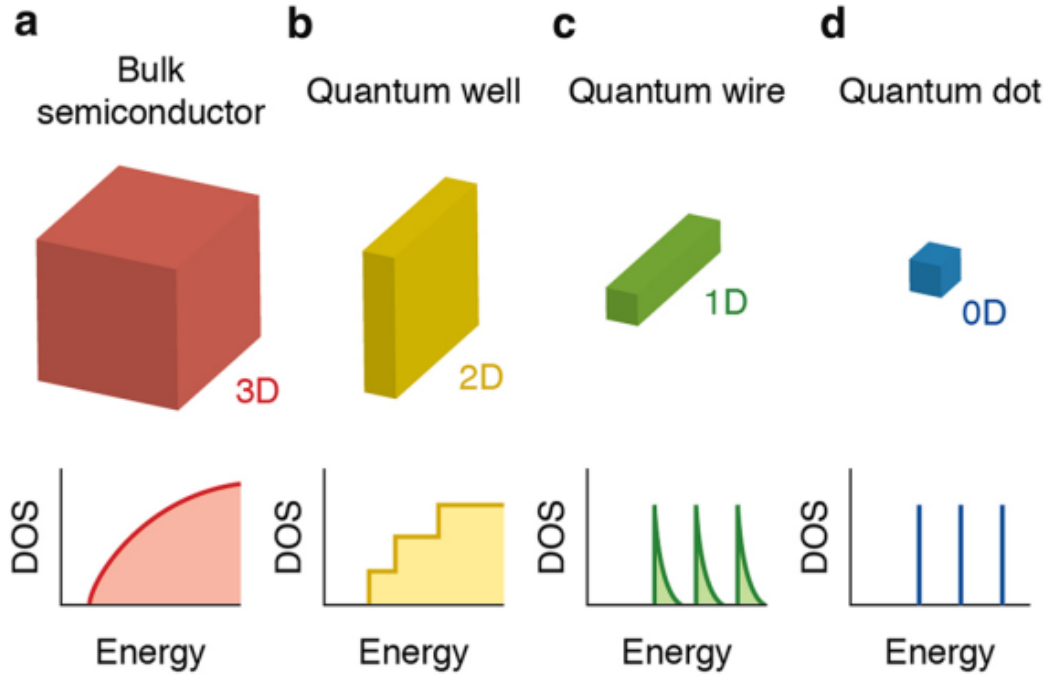 a
Bulk
semiconductor
3D
DOS
Energy
b
Quantum well
2D
DOS
Energy
c
Quantum wire
1D
DOS
Energy
d
Quantum dot
0D
DOS
Energy